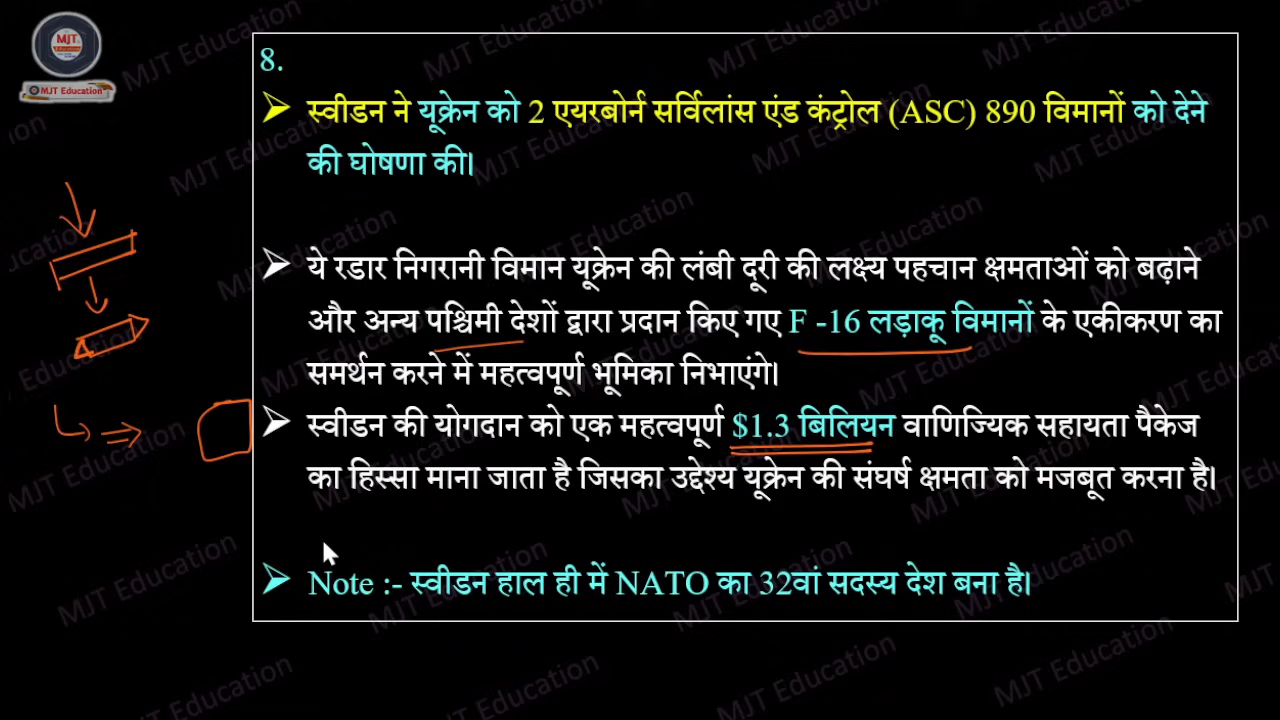 MJT
Education
MJT Education
8.
➢ स्वीडन ने यूक्रेन को 2 एयरबोर्न सर्विलांस एंड कंट्रोल (ASC) 890 विमानों को देने
की घोषणा की।
➢ ये रडार निगरानी विमान यूक्रेन की लंबी दूरी की लक्ष्य पहचान क्षमताओं को बढ़ाने
और अन्य पश्चिमी देशों द्वारा प्रदान किए गए F -16 लड़ाकू विमानों के एकीकरण का
समर्थन करने में महत्वपूर्ण भूमिका निभाएंगे।
➢ स्वीडन की योगदान को एक महत्वपूर्ण $1.3 बिलियन वाणिज्यिक सहायता पैकेज
का हिस्सा माना जाता है जिसका उद्देश्य यूक्रेन की संघर्ष क्षमता को मजबूत करना है।
➢ Note :- स्वीडन हाल ही में NATO का 32वां सदस्य देश बना है।